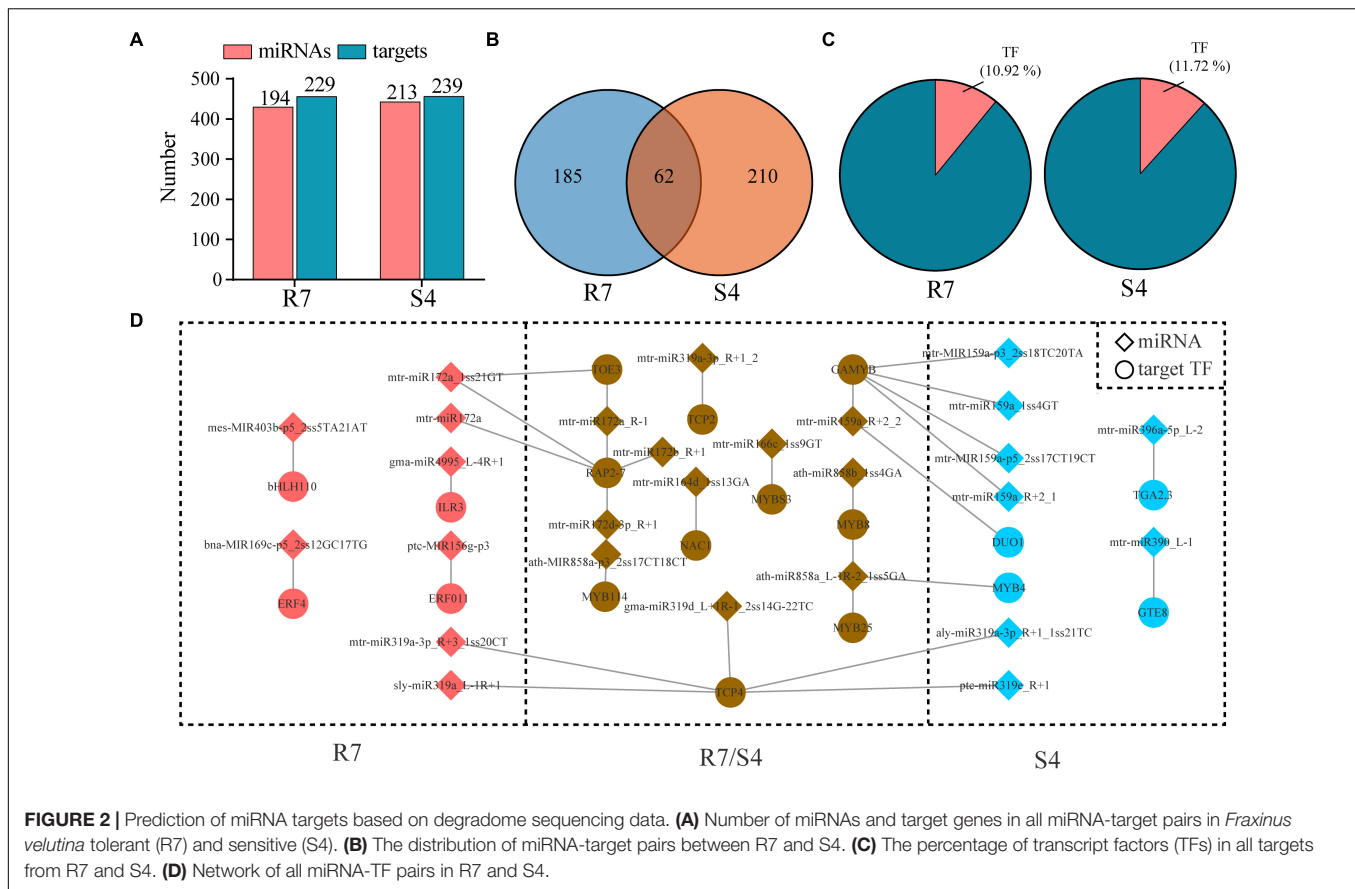 A
miRNAs
targets
500
400
300
200
100
0
Number
194
229
213
239
R7
S4
B
185
62
210
R7
S4
C
TF
(10.92 %)
TF
(11.72 %)
R7
S4
D
miRNA
target TF
mtr-miR172a_1ss21GT
mes-MIR403b-p5_2ss5TA21AT
mtr-miR172a
gma-miR4995_L-4R+1
bHLH110
ILR3
bna-MIR169c-p5_2ss12GC17TG
ptc-MIR156g-p3
ERF4
ERF011
mtr-miR319a-3p_R+3_1ss20CT
sly-miR319a_L-1R+1
TOE3
mtr-miR319a-3p_R+1_2
GAMYB
mtr-miR172a_R-1
TCP2
mtr-miR159a_R+2_2
mtr-miR172b_R+1
mtr-miR166c_1ss9GT
RAP2-7
mtr-miR164d_1ss13GA
ath-miR858b_1ss4GA
MYBS3
mtr-miR172d-3p_R+1
MYB8
NAC1
ath-MIR858a-p3_2ss17CT18CT
ath-miR858a_L-1R-2_1ss5GA
MYB114
gma-miR319d_L+1R-1_2ss14G-22TC
MYB25
TCP4
mtr-MIR159a-p3_2ss18TC20TA
mtr-miR159a_1ss4GT
mtr-miR396a-5p_L-2
mtr-MIR159a-p5_2ss17CT19CT
mtr-miR159a_R+2_1
TGA2.3
DUO1
mtr-miR390_L-1
MYB4
GTE8
aly-miR319a-3p_R+1_1ss21TC
ptc-miR319e_R+1
R7
R7/S4
S4
FIGURE 2 | Prediction of miRNA targets based on degradome sequencing data. (A) Number of miRNAs and target genes in all miRNA-target pairs in Fraxinus
velutina tolerant (R7) and sensitive (S4). (B) The distribution of miRNA-target pairs between R7 and S4. (C) The percentage of transcript factors (TFs) in all targets
from R7 and S4. (D) Network of all miRNA-TF pairs in R7 and S4.